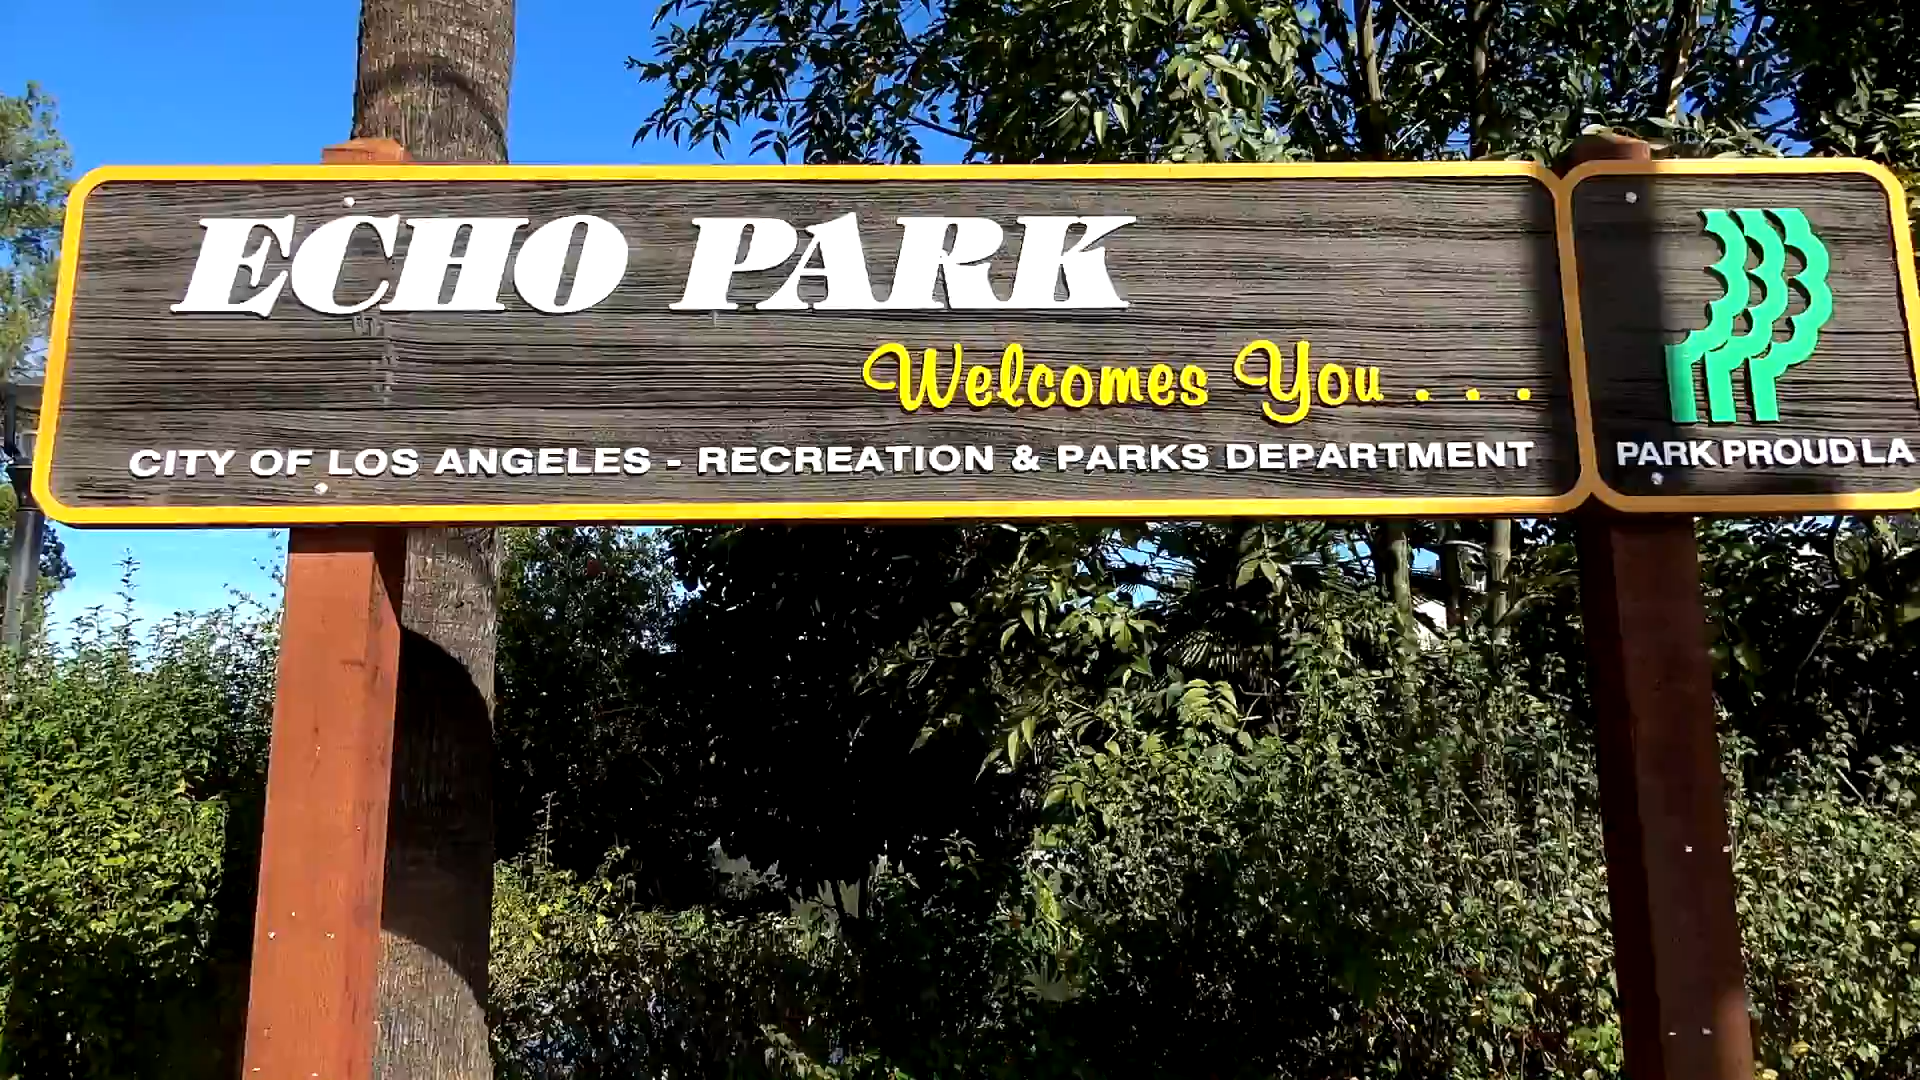 ECHO PARK
Welcomes You . . .
CITY OF LOS ANGELES - RECREATION & PARKS DEPARTMENT
PARK PROUD LA